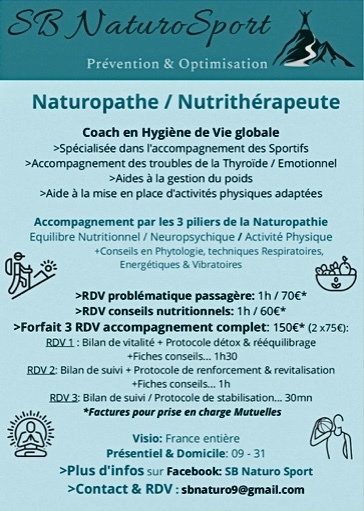 SB NaturoSport
Prévention & Optimisation
Naturopathe / Nutrithérapeute
Coach en Hygiène de Vie globale
>Spécialisée dans l'accompagnement des Sportifs
>Accompagnement des troubles de la Thyroïde / Emotionnel
>Aides à la gestion du poids
>Aide à la mise en place d'activités physiques adaptées
Accompagnement par les 3 piliers de la Naturopathie
Equilibre Nutritionnel / Neuropsychique / Activité Physique
+Conseils en Phytologie, techniques Respiratoires,
Energétiques & Vibratoires
>RDV problématique passagère: 1h / 70€*
>RDV conseils nutritionnels: 1h / 60€*
>Forfait 3 RDV accompagnement complet: 150€* (2 x75€):
RDV 1 : Bilan de vitalité + Protocole détox & rééquilibrage
+Fiches conseils... 1h30
RDV 2: Bilan de suivi + Protocole de renforcement & revitalisation
+Fiches conseils... 1h
RDV 3: Bilan de suivi / Protocole de stabilisation... 30mn
*Factures pour prise en charge Mutuelles
Visio: France entière
Présentiel & Domicile: 09 - 31
>Plus d'infos sur Facebook: SB Naturo Sport
>Contact & RDV : sbnaturo9@gmail.com